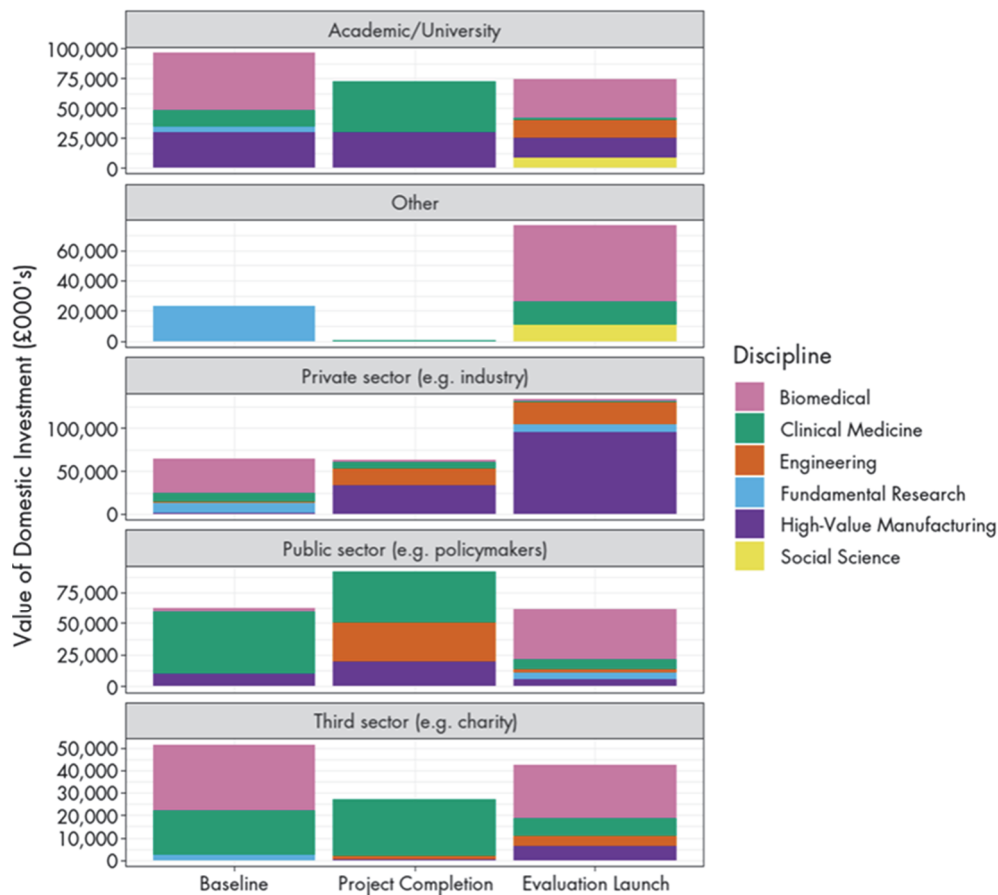 Academic/University
100,000
75,000
50,000
25,000
0
Other
60,000
40,000
20,000
0
Private sector (e.g. industry)
100,000
50,000
0
Public sector (e.g. policymakers)
75,000
50,000
25,000
0
Third sector (e.g. charity)
50,000
40,000
30,000
20,000
10,000
0
Baseline Project Completion Evaluation Launch
Value of Domestic Investment (£000's)
Discipline
Biomedical
Clinical Medicine
Engineering
Fundamental Research
High-Value Manufacturing
Social Science